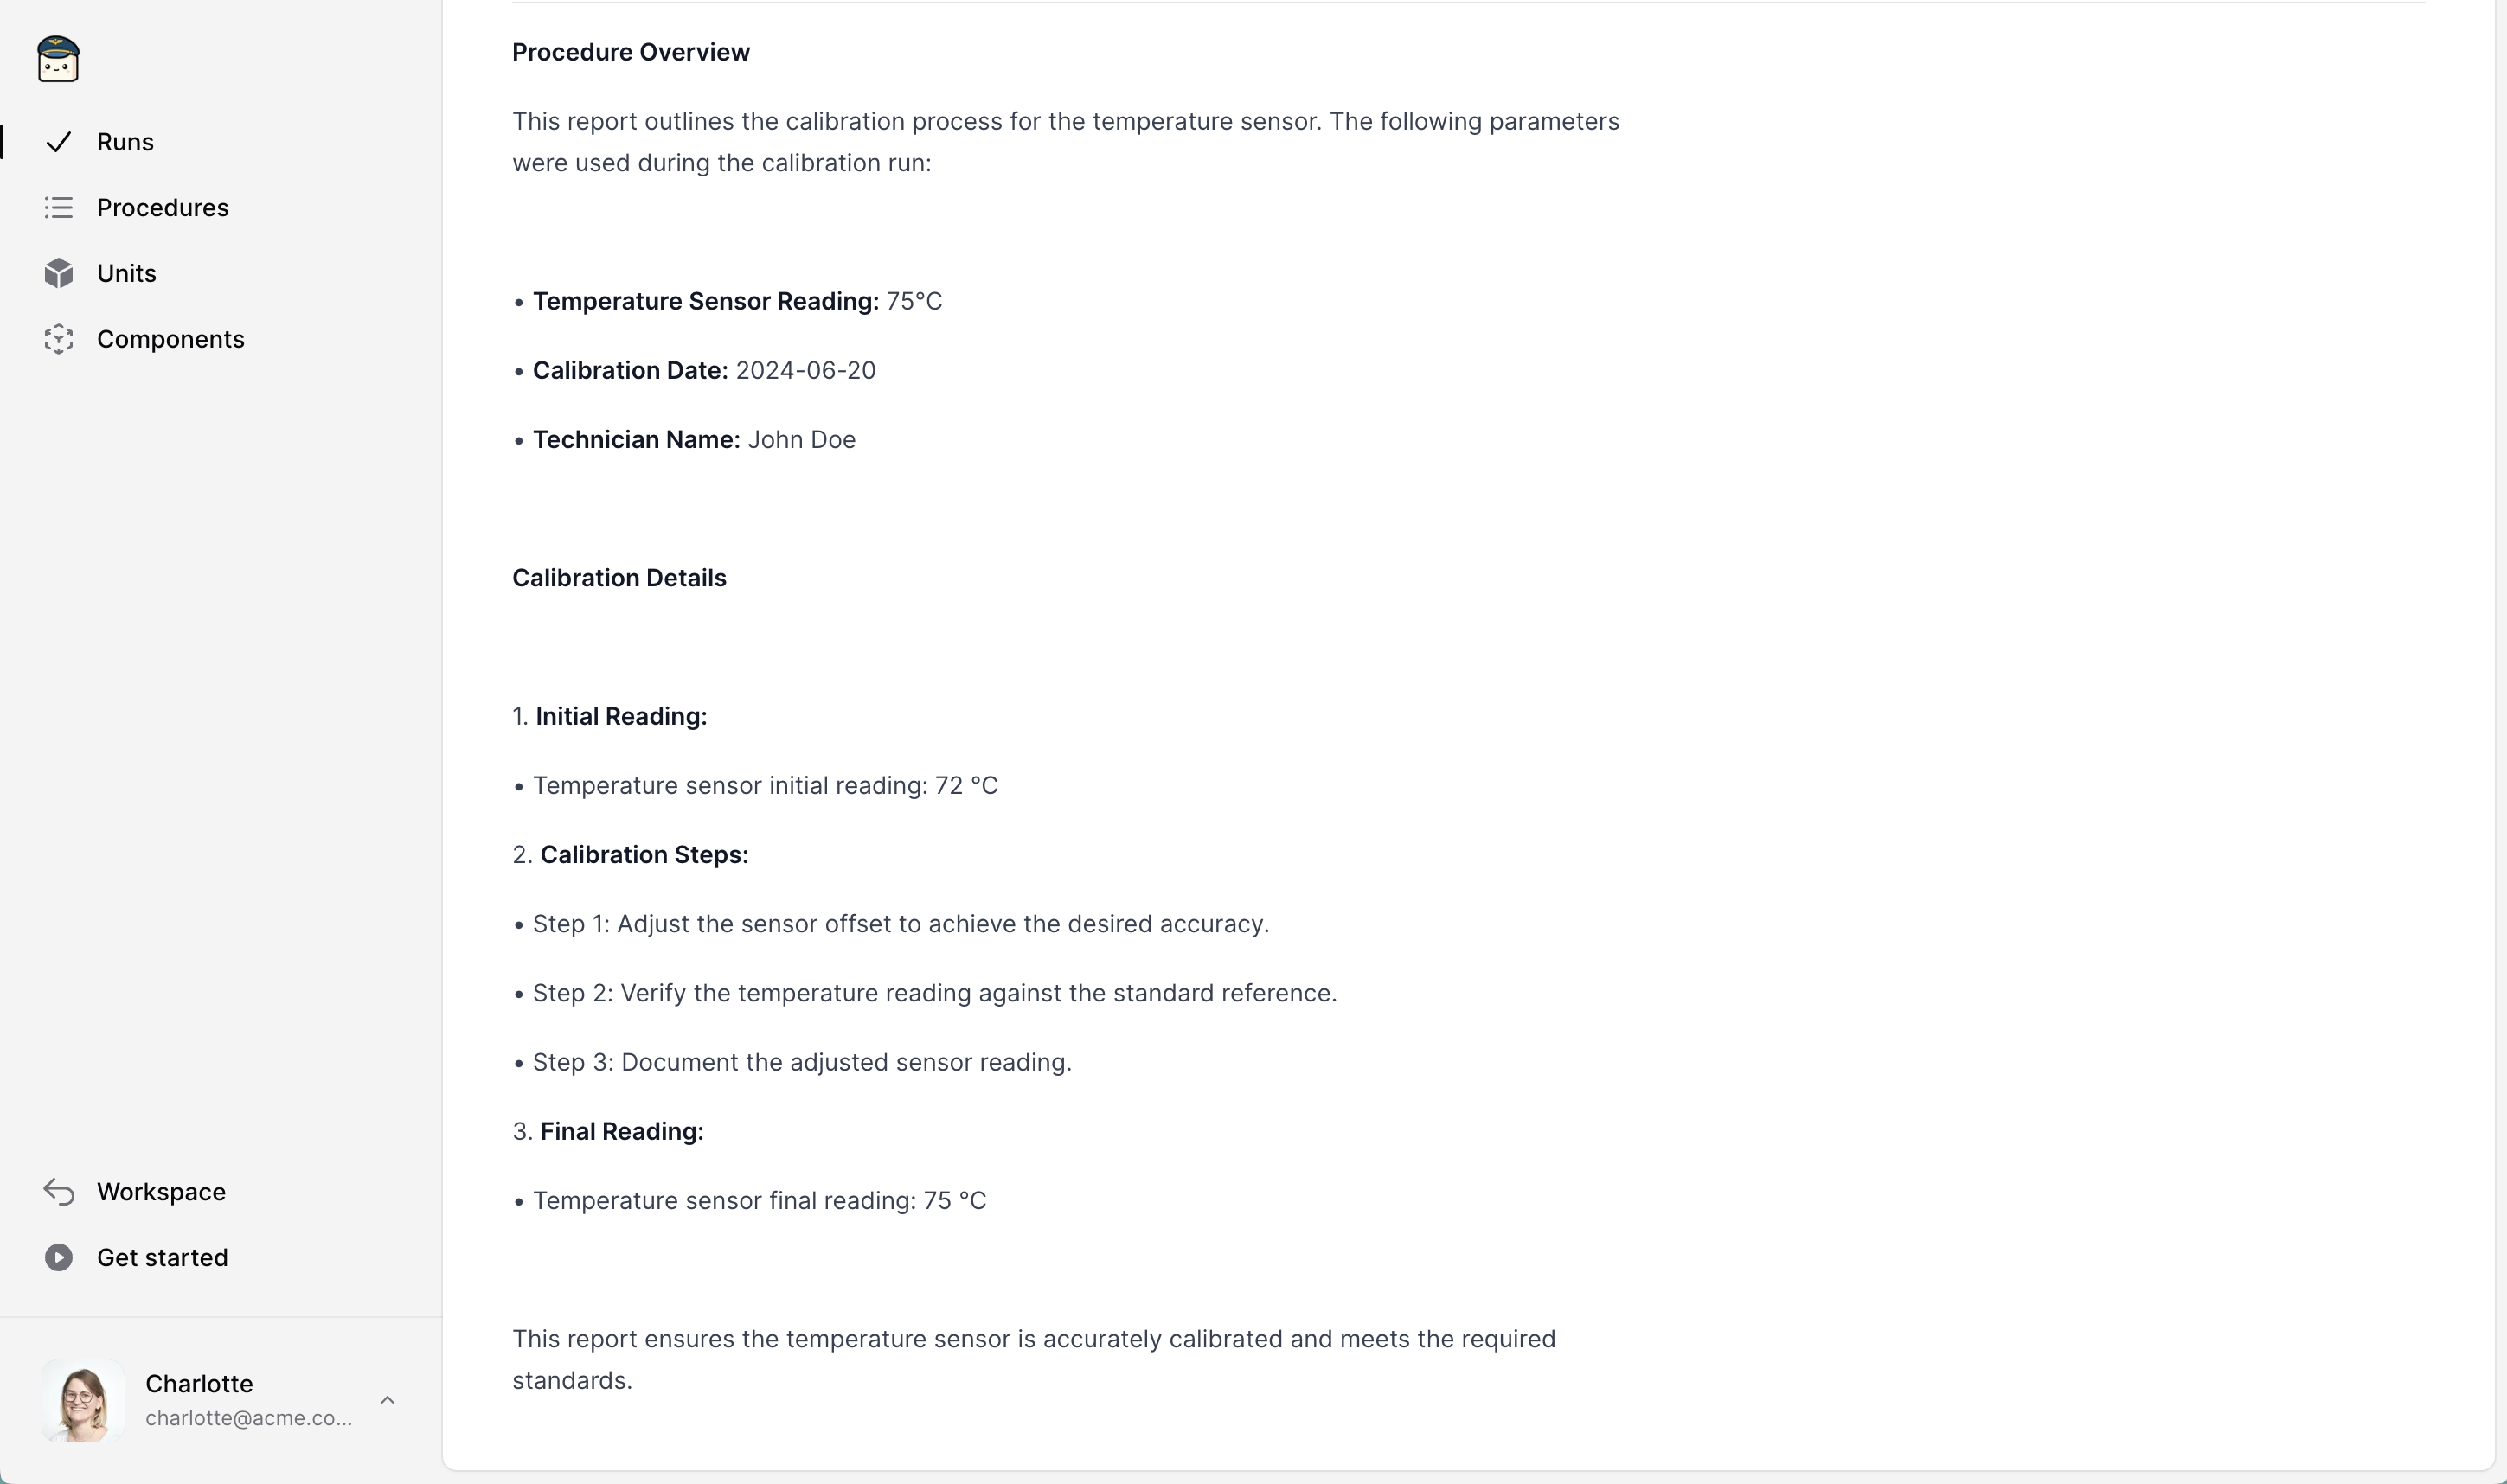 Runs
Procedures
Units
Components
Workspace
Get started
Charlotte
charlotte@acme.co...
Procedure Overview
This report outlines the calibration process for the temperature sensor. The following parameters
were used during the calibration run:
• Temperature Sensor Reading: 75°C
• Calibration Date: 2024-06-20
• Technician Name: John Doe
Calibration Details
1. Initial Reading:
• Temperature sensor initial reading: 72 °C
2. Calibration Steps:
• Step 1: Adjust the sensor offset to achieve the desired accuracy.
• Step 2: Verify the temperature reading against the standard reference.
• Step 3: Document the adjusted sensor reading.
3. Final Reading:
• Temperature sensor final reading: 75 °C
This report ensures the temperature sensor is accurately calibrated and meets the required
standards.